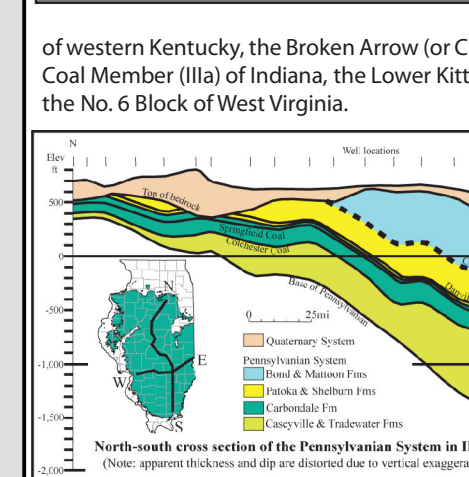 of western Kentucky, the Broken Arrow (or C
Coal Member (IIIa) of Indiana, the Lower Kitt
the No. 6 Block of West Virginia.
N
Elev
ft
Well locations
500
0
-500
-1,000
-1,500
-2,000
Top of bedrock
Springfield Coal
Colchester Coal
Base of Pennsylvanian
Danvil
C
N
W
E
S
0 25mi
Quaternary System
Pennsylvanian System
Bond & Mattoon Fms
Patoka & Shelburn Fms
Carbondale Fm
Caseyville & Tradewater Fms
North-south cross section of the Pennsylvanian System in Il
(Note: apparent thickness and dip are distorted due to vertical exaggera